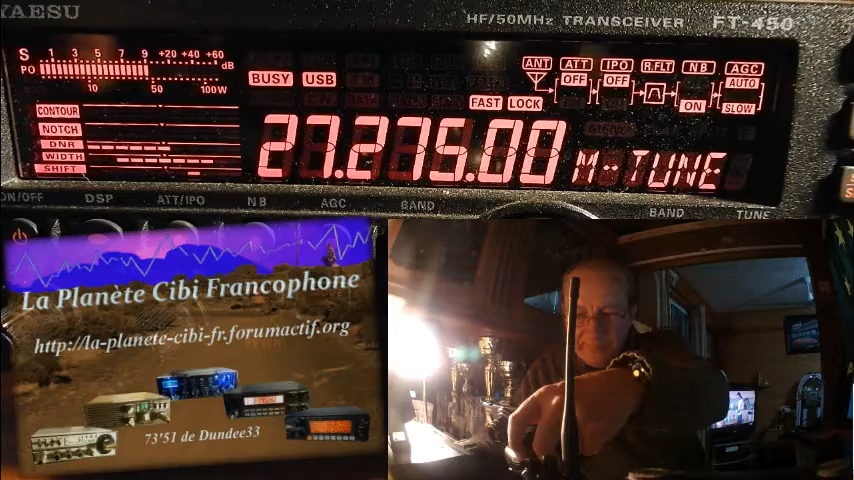 YAESU
HF/50MHz TRANSCEIVER FT-450
S 1 3 5 7 9 +20 +40 +60 dB
PO 10 50 100W
BUSY USB
ANT ATT IPO R.FLT NB AGC
OFF OFF AUTO
ON SLOW
FAST LOCK
CONTOUR
NOTCH
DNR
WIDTH
SHIFT
27.275.00 M-TUNE
ON/OFF DSP ATT/IPO NB AGC BAND BAND TUNE
La Planète Cibi Francophone
http://la-planete-cibi-fr.forumactif.org
73'51 de Dundee33